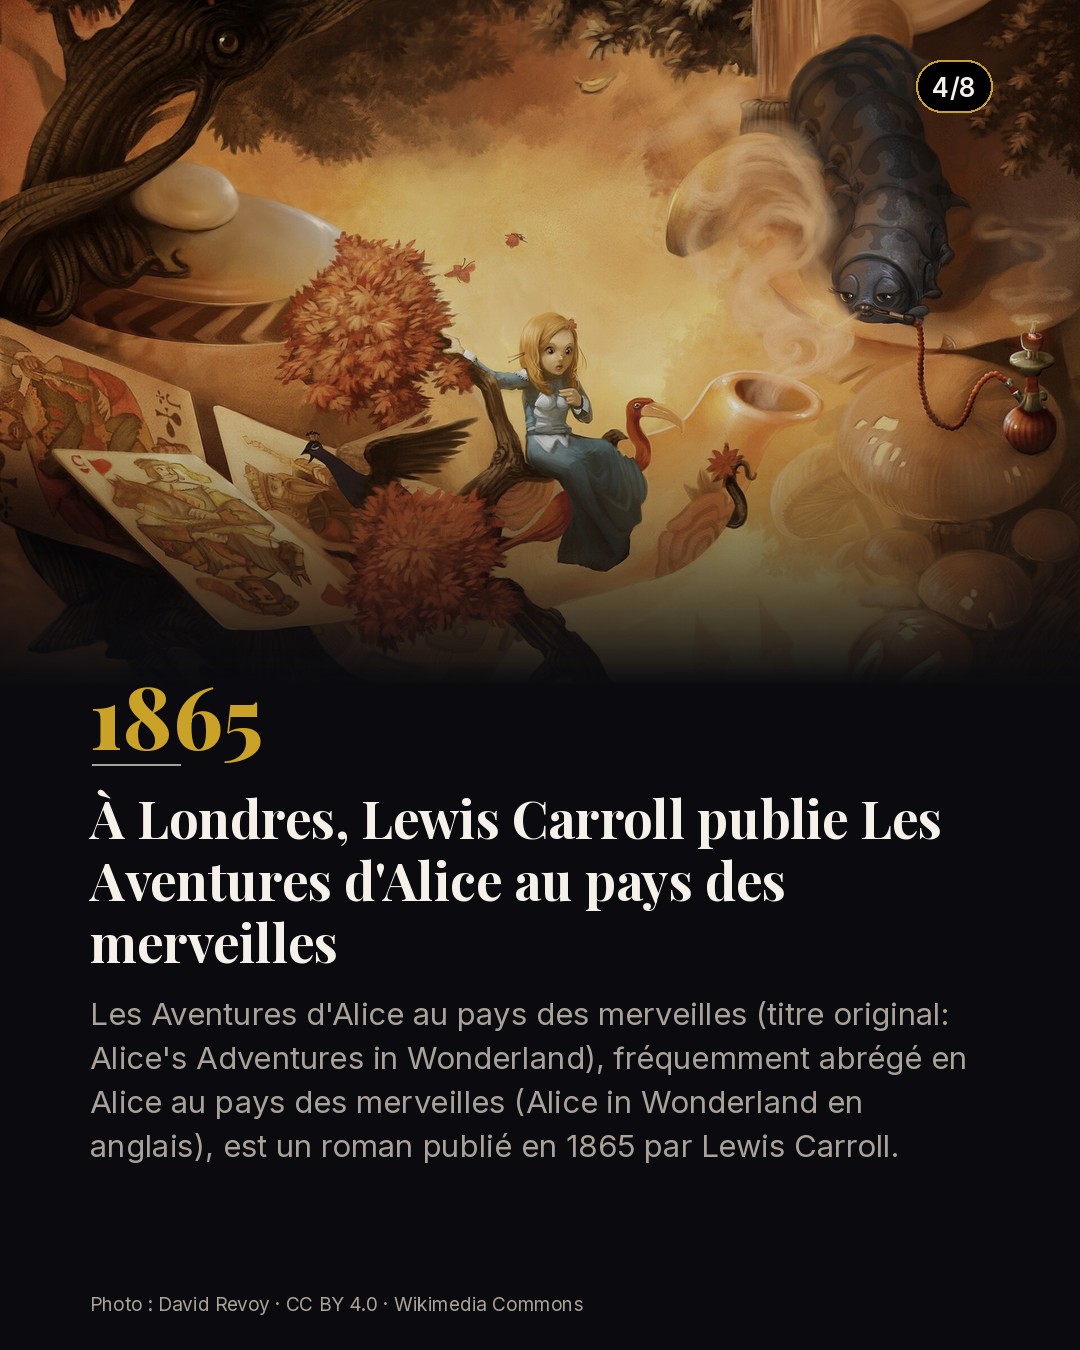 4/8
1865
À Londres, Lewis Carroll publie Les
Aventures d'Alice au pays des
merveilles
Les Aventures d'Alice au pays des merveilles (titre original:
Alice's Adventures in Wonderland), fréquemment abrégé en
Alice au pays des merveilles (Alice in Wonderland en
anglais), est un roman publié en 1865 par Lewis Carroll.
Photo : David Revoy · CC BY 4.0 · Wikimedia Commons